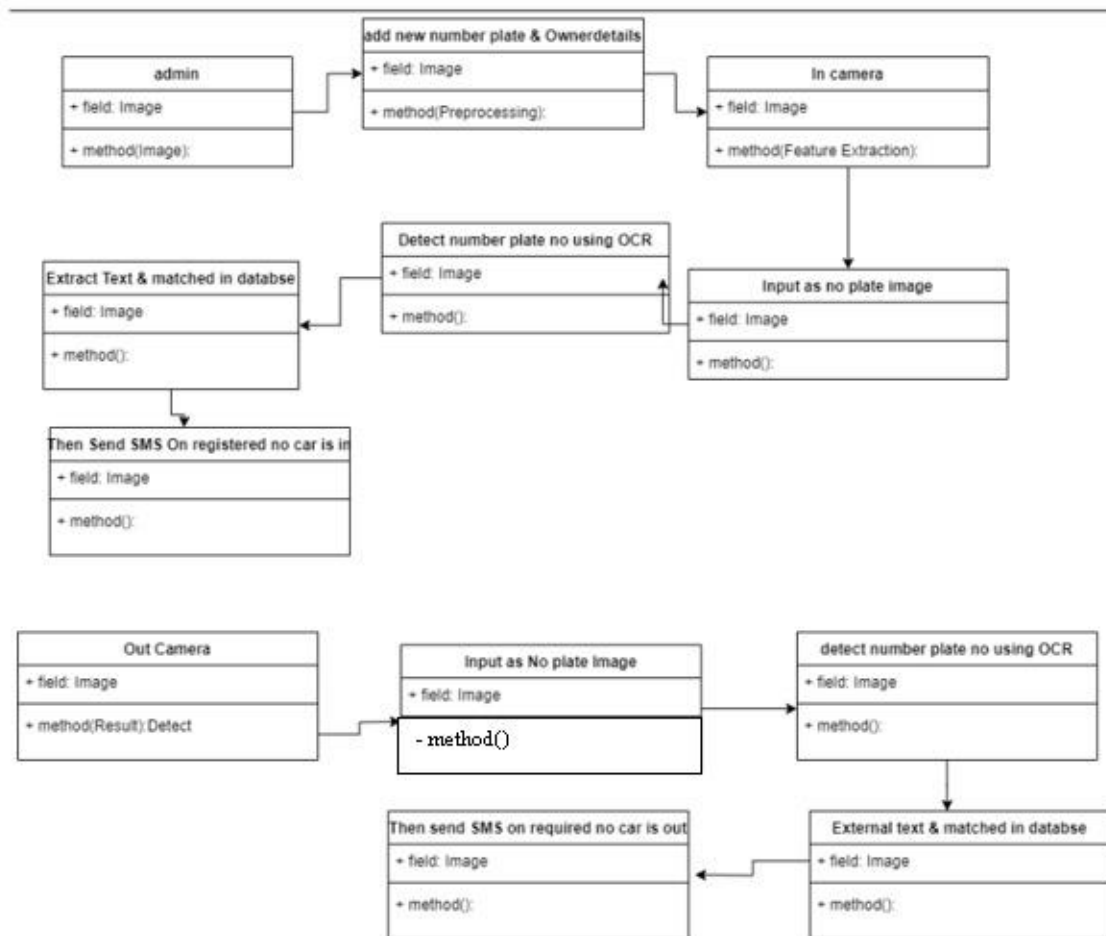 admin
+ field: Image
+ method(Image):
add new number plate & Ownerdetails
+ field: Image
+ method(Preprocessing):
In camera
+ field: Image
+ method(Feature Extraction):
Input as no plate image
+ field: Image
+ method():
Detect number plate no using OCR
+ field: Image
+ method():
Extract Text & matched in databse
+ field: Image
+ method():
Then Send SMS On registered no car is in
+ field: Image
+ method():
Out Camera
+ field: Image
+ method(Result):Detect
Input as No plate Image
+ field: Image
- method()
detect number plate no using OCR
+ field: Image
+ method():
External text & matched in databse
+ field: Image
+ method():
Then send SMS on required no car is out
+ field: Image
+ method():